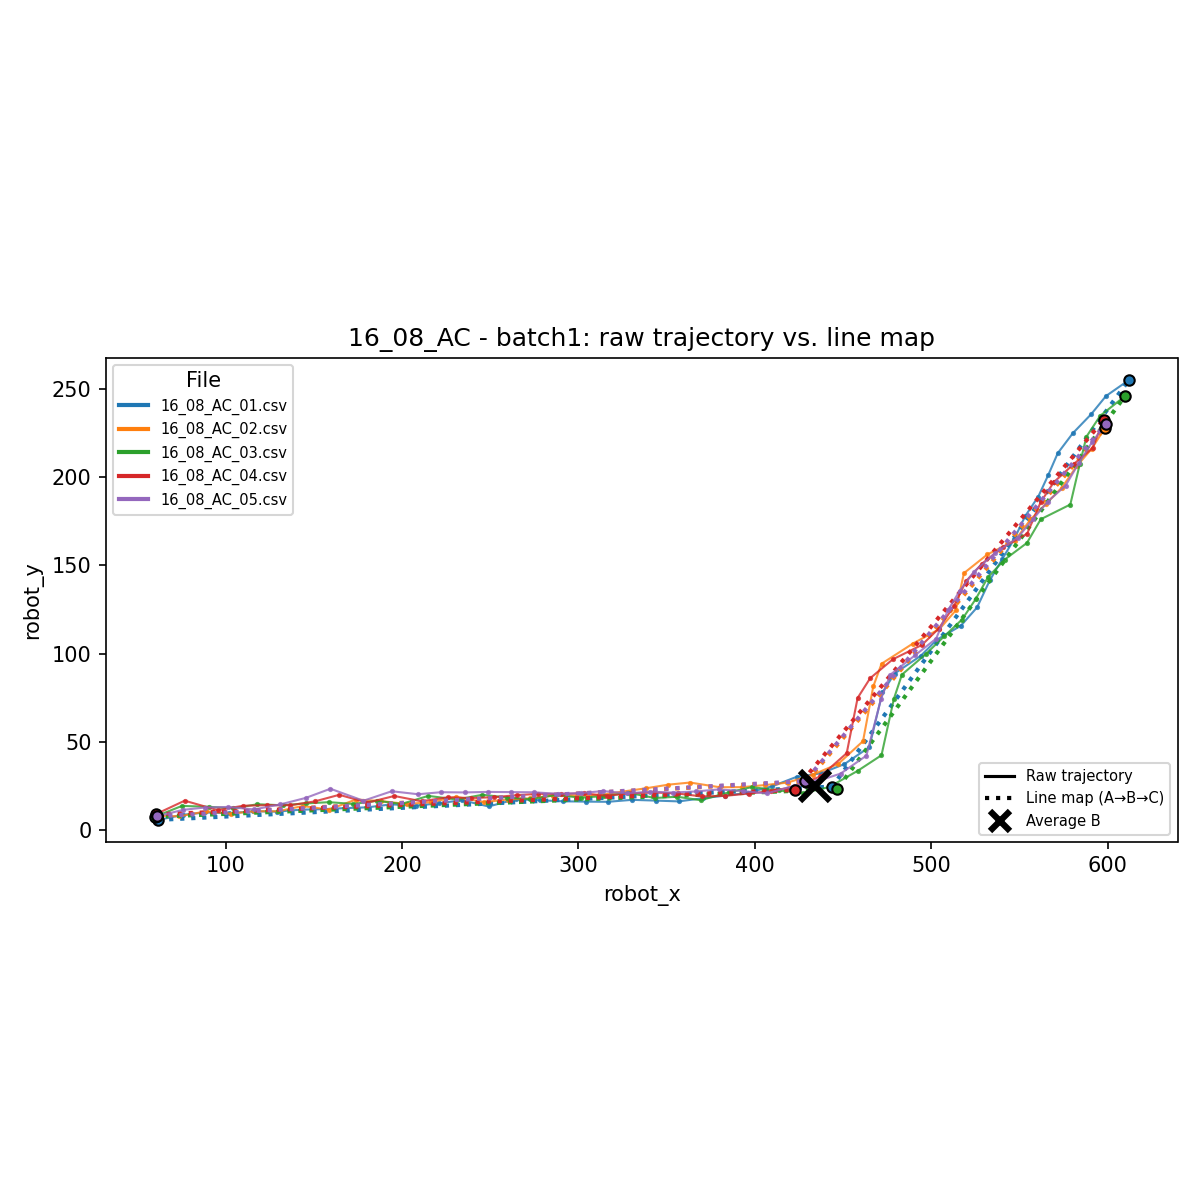 16_08_AC - batch1: raw trajectory vs. line map
File
16_08_AC_01.csv
16_08_AC_02.csv
16_08_AC_03.csv
16_08_AC_04.csv
16_08_AC_05.csv
250
200
150
100
50
0
robot_y
Raw trajectory
Line map (A→B→C)
Average B
100
200
300
400
500
600
robot_x